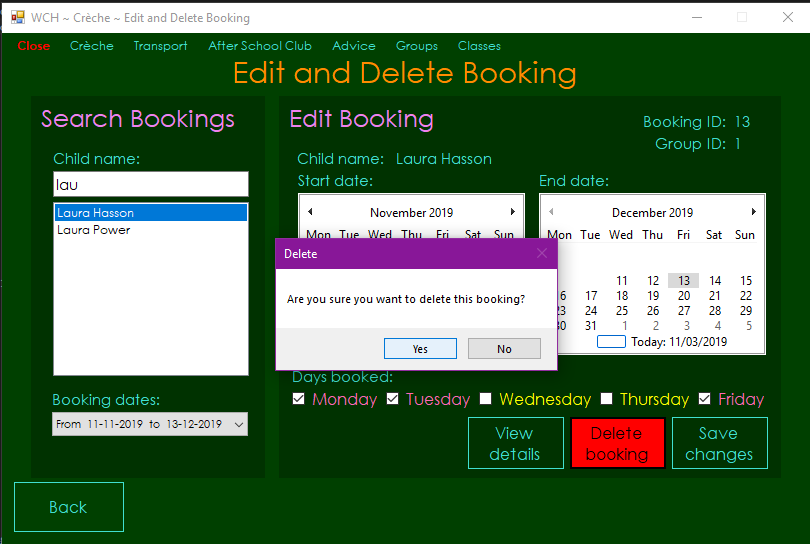 WCH ~ Crèche ~ Edit and Delete Booking
Close Crèche Transport After School Club Advice Groups Classes
Edit and Delete Booking
Search Bookings
Child name:
lau
Laura Hasson
Laura Power
Booking dates:
From 11-11-2019 to 13-12-2019
Edit Booking
Booking ID: 13
Group ID: 1
Child name: Laura Hasson
Start date:
November 2019
Mon Tue Wed Thu Fri Sat Sun
End date:
December 2019
Mon Tue Wed Thu Fri Sat Sun
11 12 13 14 15
17 18 19 20 21 22
24 25 26 27 28 29
31 1 2 3 4 5
Today: 11/03/2019
Delete
Are you sure you want to delete this booking?
Yes No
Days booked:
Monday Tuesday Wednesday Thursday Friday
View
details
Delete
booking
Save
changes
Back